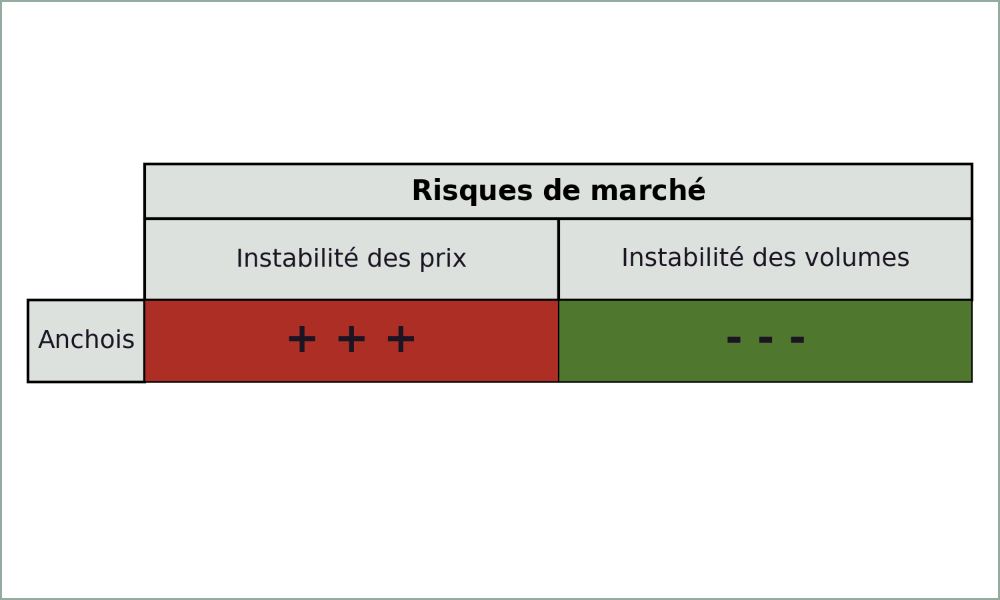 Risques de marché
Instabilité des prix
Instabilité des volumes
Anchois
+ + +
- - -